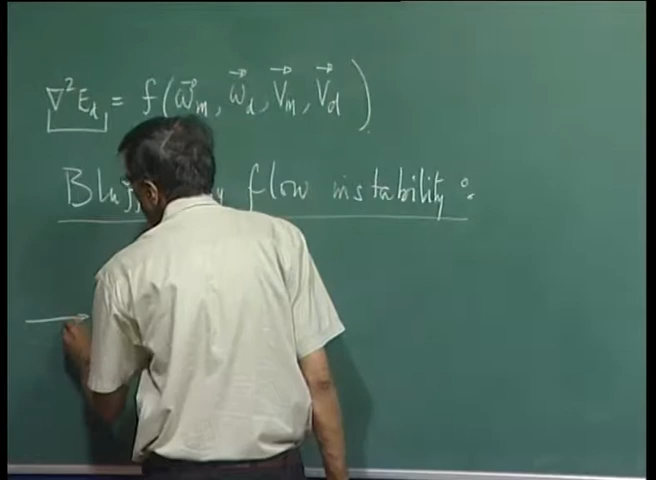 ∇²E_d = f(ω⃗_m, ω⃗_d, V⃗_m, V⃗_d)
flow instability :